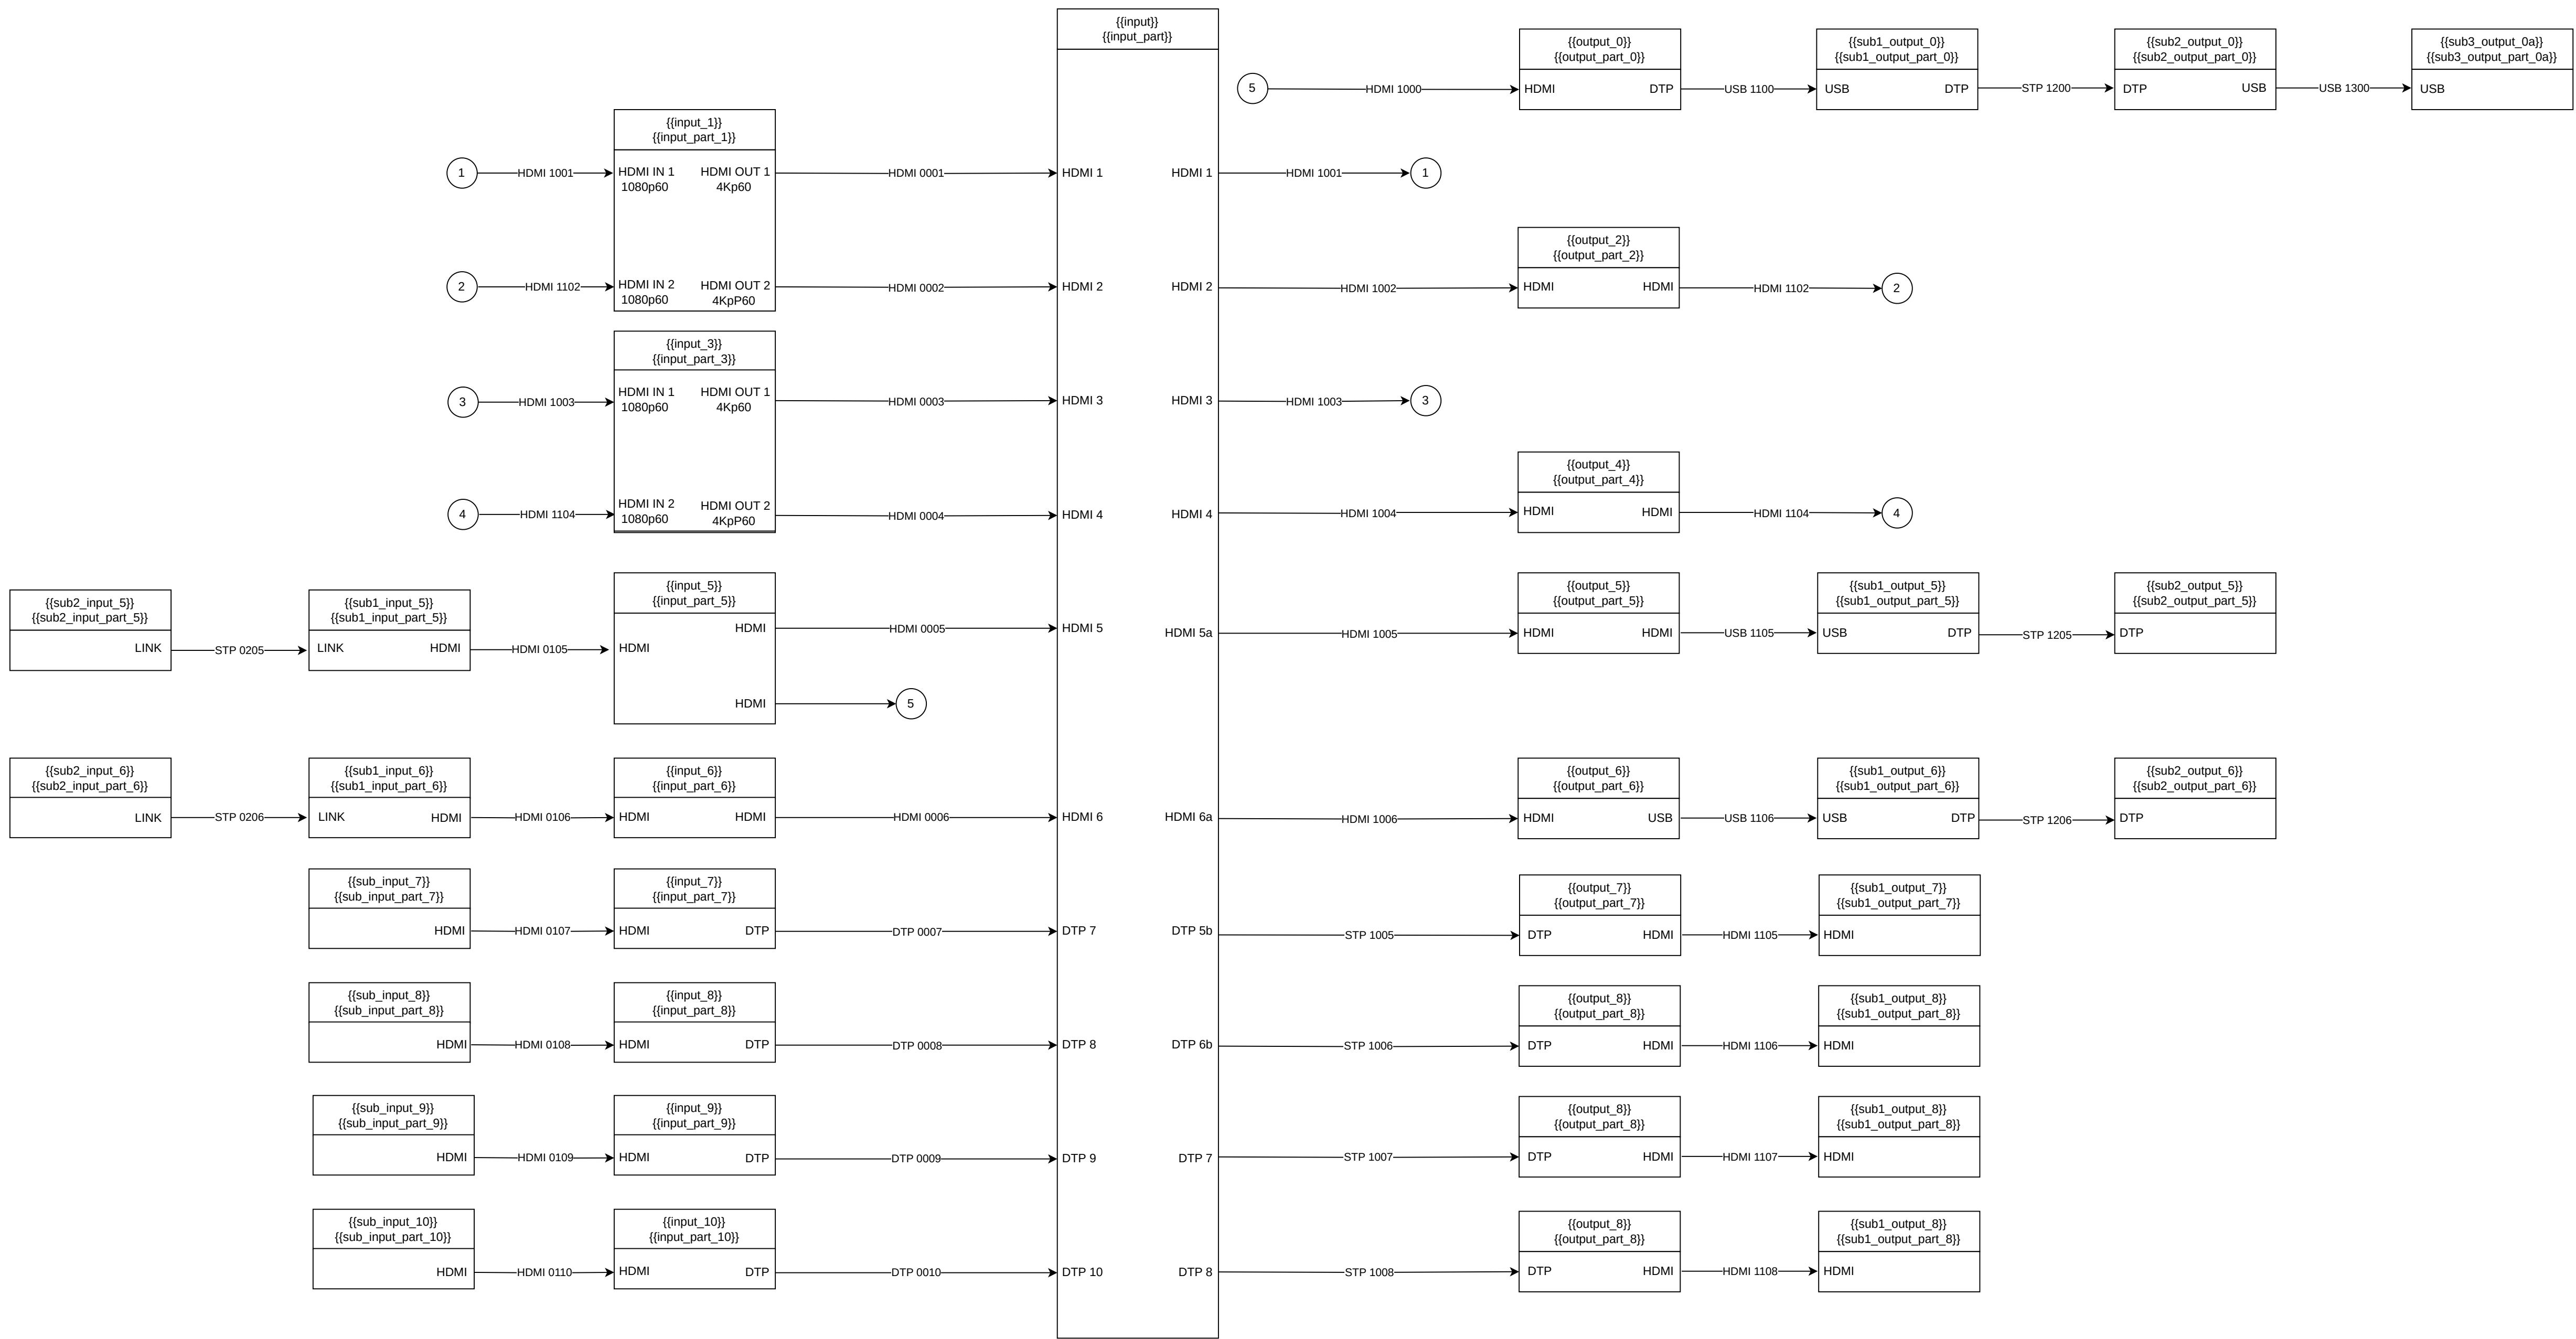 {{input}}
{{input_part}}
5
HDMI 1000
{{output_0}}
{{output_part_0}}
HDMI
DTP
USB 1100
{{sub1_output_0}}
{{sub1_output_part_0}}
USB
DTP
STP 1200
{{sub2_output_0}}
{{sub2_output_part_0}}
DTP
USB
USB 1300
{{sub3_output_0a}}
{{sub3_output_part_0a}}
USB
1
HDMI 1001
{{input_1}}
{{input_part_1}}
HDMI IN 1
1080p60
HDMI OUT 1
4Kp60
HDMI 0001
HDMI 1
HDMI 1
HDMI 1001
1
2
HDMI 1102
HDMI IN 2
1080p60
HDMI OUT 2
4KpP60
HDMI 0002
HDMI 2
HDMI 2
HDMI 1002
{{output_2}}
{{output_part_2}}
HDMI
HDMI
HDMI 1102
2
3
HDMI 1003
{{input_3}}
{{input_part_3}}
HDMI IN 1
1080p60
HDMI OUT 1
4Kp60
HDMI 0003
HDMI 3
HDMI 3
HDMI 1003
3
4
HDMI 1104
HDMI IN 2
1080p60
HDMI OUT 2
4KpP60
HDMI 0004
HDMI 4
HDMI 4
HDMI 1004
{{output_4}}
{{output_part_4}}
HDMI
HDMI
HDMI 1104
4
{{sub2_input_5}}
{{sub2_input_part_5}}
LINK
STP 0205
{{sub1_input_5}}
{{sub1_input_part_5}}
LINK
HDMI
HDMI 0105
{{input_5}}
{{input_part_5}}
HDMI
HDMI
HDMI 0005
HDMI 5
HDMI
5
HDMI 5a
HDMI 1005
{{output_5}}
{{output_part_5}}
HDMI
HDMI
USB 1105
{{sub1_output_5}}
{{sub1_output_part_5}}
USB
DTP
STP 1205
{{sub2_output_5}}
{{sub2_output_part_5}}
DTP
{{sub2_input_6}}
{{sub2_input_part_6}}
LINK
STP 0206
{{sub1_input_6}}
{{sub1_input_part_6}}
LINK
HDMI
HDMI 0106
{{input_6}}
{{input_part_6}}
HDMI
HDMI
HDMI 0006
HDMI 6
HDMI 6a
HDMI 1006
{{output_6}}
{{output_part_6}}
HDMI
USB
USB 1106
{{sub1_output_6}}
{{sub1_output_part_6}}
USB
DTP
STP 1206
{{sub2_output_6}}
{{sub2_output_part_6}}
DTP
{{sub_input_7}}
{{sub_input_part_7}}
HDMI
HDMI 0107
{{input_7}}
{{input_part_7}}
HDMI
DTP
DTP 0007
DTP 7
DTP 5b
STP 1005
{{output_7}}
{{output_part_7}}
DTP
HDMI
HDMI 1105
{{sub1_output_7}}
{{sub1_output_part_7}}
HDMI
{{sub_input_8}}
{{sub_input_part_8}}
HDMI
HDMI 0108
{{input_8}}
{{input_part_8}}
HDMI
DTP
DTP 0008
DTP 8
DTP 6b
STP 1006
{{output_8}}
{{output_part_8}}
DTP
HDMI
HDMI 1106
{{sub1_output_8}}
{{sub1_output_part_8}}
HDMI
{{sub_input_9}}
{{sub_input_part_9}}
HDMI
HDMI 0109
{{input_9}}
{{input_part_9}}
HDMI
DTP
DTP 0009
DTP 9
DTP 7
STP 1007
{{output_8}}
{{output_part_8}}
DTP
HDMI
HDMI 1107
{{sub1_output_8}}
{{sub1_output_part_8}}
HDMI
{{sub_input_10}}
{{sub_input_part_10}}
HDMI
HDMI 0110
{{input_10}}
{{input_part_10}}
HDMI
DTP
DTP 0010
DTP 10
DTP 8
STP 1008
{{output_8}}
{{output_part_8}}
DTP
HDMI
HDMI 1108
{{sub1_output_8}}
{{sub1_output_part_8}}
HDMI